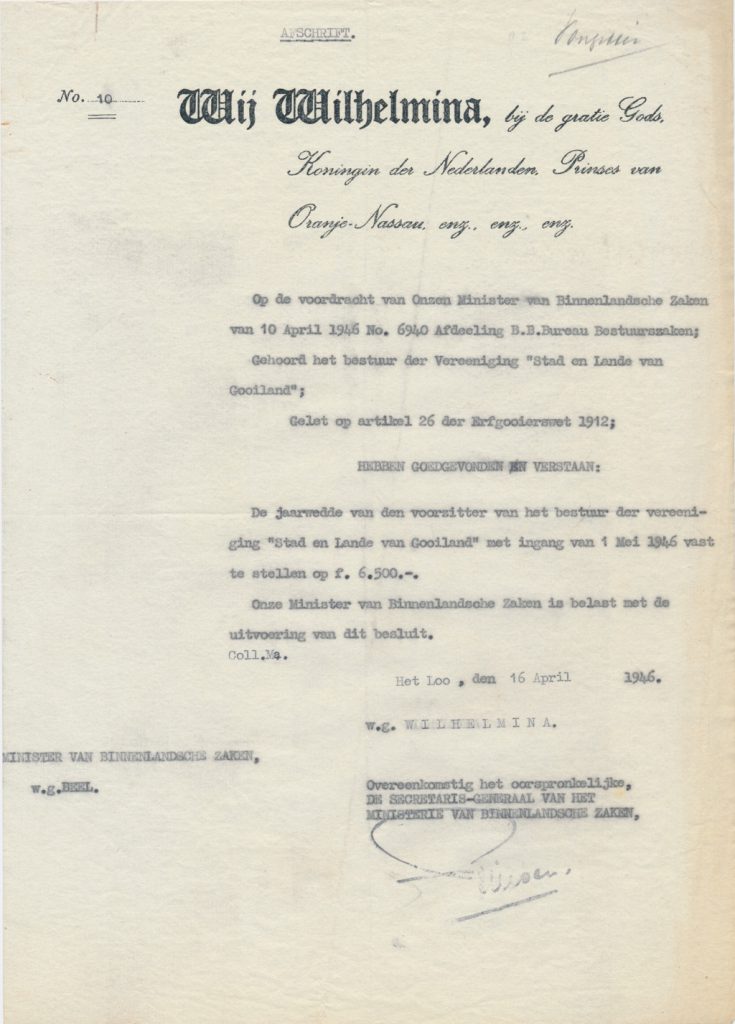 AFSCHRIFT.
No. 10
Wij Wilhelmina, bij de gratie Gods,
Koningin der Nederlanden, Prinses van
Oranje-Nassau, enz., enz., enz.
Op de voordracht van Onzen Minister van Binnenlandsche Zaken
van 10 April 1946 No. 6940 Afdeeling B.B.Bureau Bestuurszaken;
Gehoord het bestuur der Vereeniging "Stad en Lande van
Gooiland";
Gelet op artikel 26 der Erfgooierswet 1912;
HEBBEN GOEDGEVONDEN EN VERSTAAN:
De jaarwedde van den voorzitter van het bestuur der vereeni-
ging "Stad en Lande van Gooiland" met ingang van 1 Mei 1946 vast
te stellen op f. 6.500.-.
Onze Minister van Binnenlandsche Zaken is belast met de
uitvoering van dit besluit.
Coll.Ma.
Het Loo, den 16 April 1946.
w.g. WILHELMINA.
MINISTER VAN BINNENLANDSCHE ZAKEN,
w.g.BEEL.
Overeenkomstig het oorspronkelijke,
DE SECRETARIS-GENERAAL VAN HET
MINISTERIE VAN BINNENLANDSCHE ZAKEN,